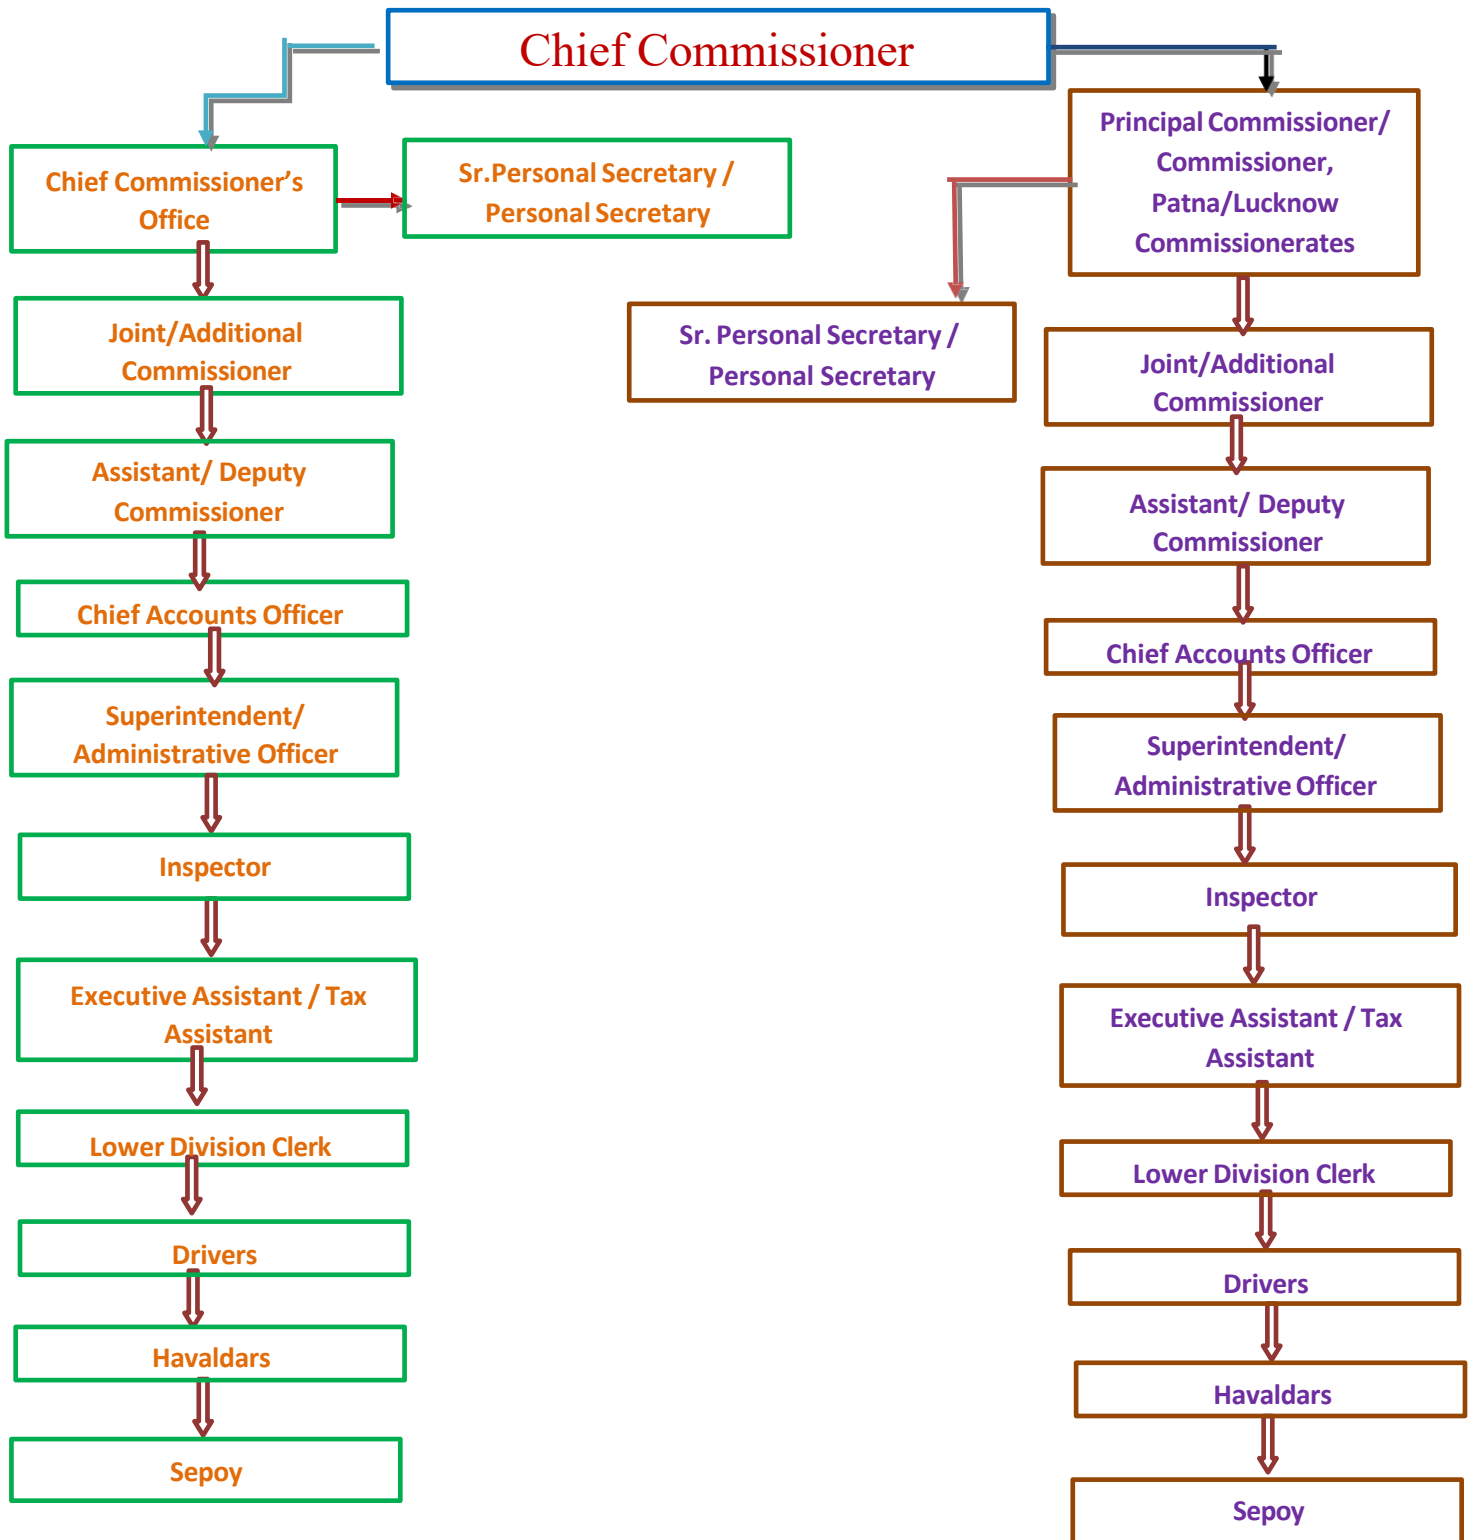 Chief Commissioner
Chief Commissioner’s
Office
Sr.Personal Secretary /
Personal Secretary
Joint/Additional
Commissioner
Assistant/ Deputy
Commissioner
Chief Accounts Officer
Superintendent/
Administrative Officer
Inspector
Executive Assistant / Tax
Assistant
Lower Division Clerk
Drivers
Havaldars
Sepoy
Principal Commissioner/
Commissioner,
Patna/Lucknow
Commissionerates
Sr. Personal Secretary /
Personal Secretary
Joint/Additional
Commissioner
Assistant/ Deputy
Commissioner
Chief Accounts Officer
Superintendent/
Administrative Officer
Inspector
Executive Assistant / Tax
Assistant
Lower Division Clerk
Drivers
Havaldars
Sepoy